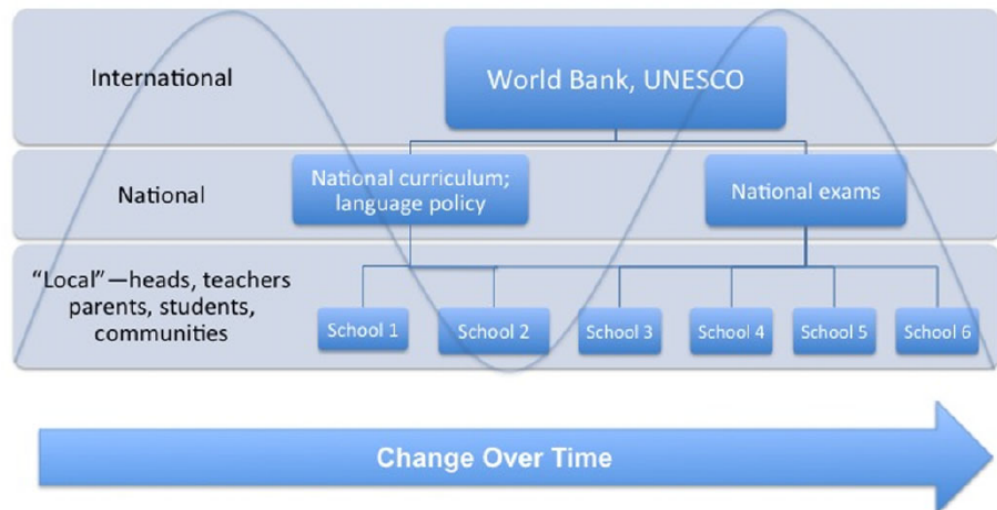 International
World Bank, UNESCO
National
National curriculum;
language policy
National exams
“Local”—heads, teachers
parents, students,
communities
School 1
School 2
School 3
School 4
School 5
School 6
Change Over Time